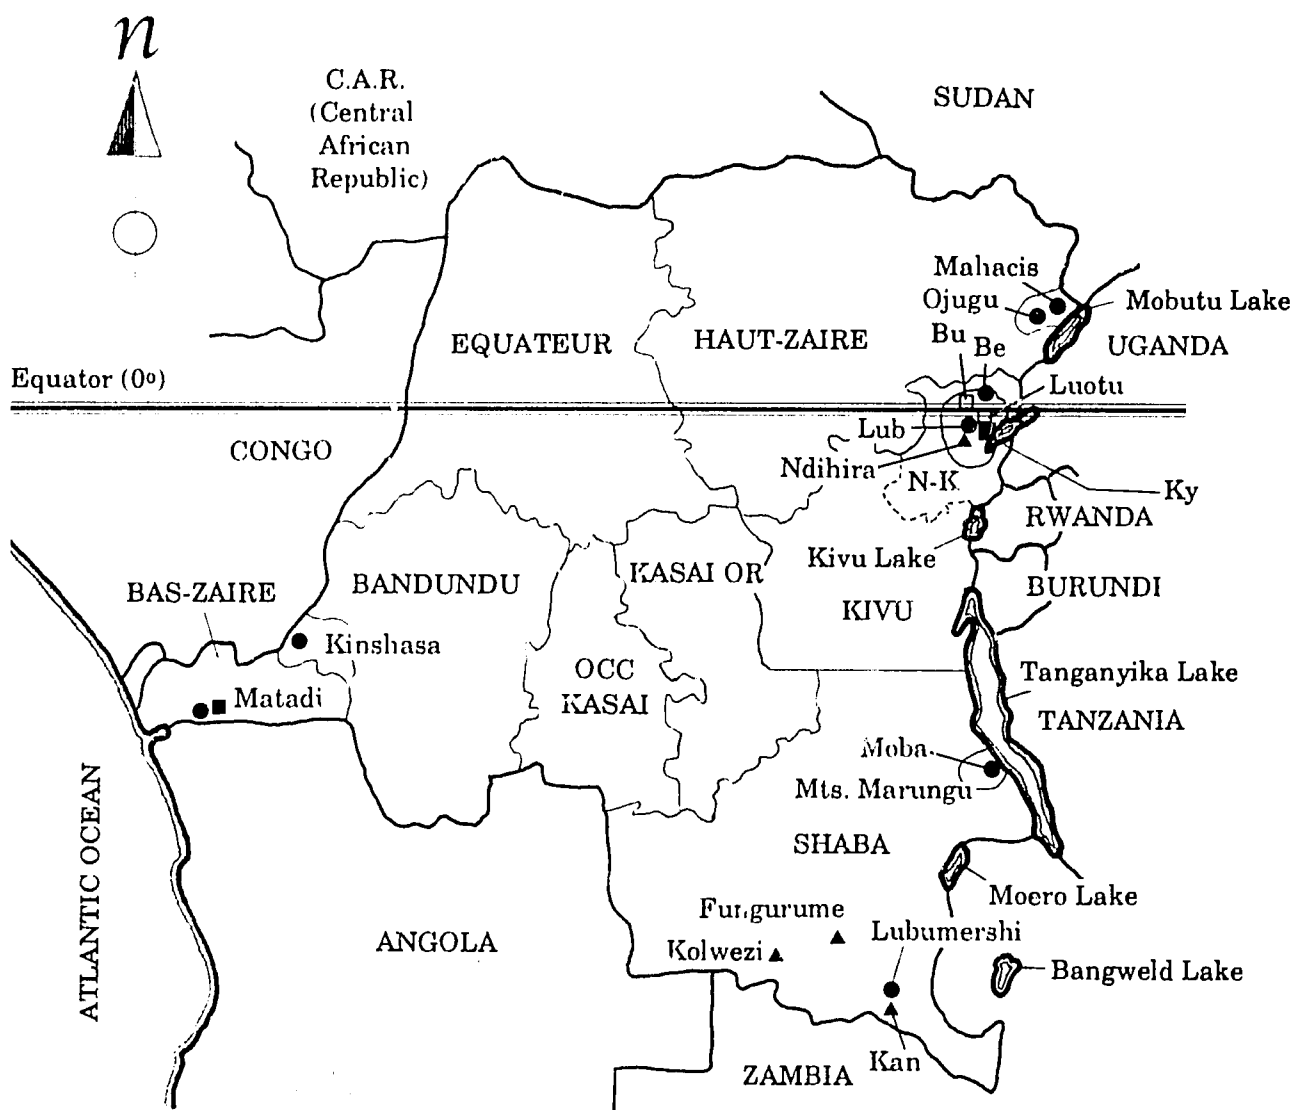 n
C.A.R.
(Central
African
Republic)
SUDAN
Mahacis
Ojugu
Mobutu Lake
Bu
Be
EQUATEUR
HAUT-ZAIRE
UGANDA
Equator (0º)
Luotu
Lub
CONGO
Ndihira
N-K
Ky
RWANDA
Kivu Lake
BANDUNDU
KASAI OR
BAS-ZAIRE
KIVU
BURUNDI
Kinshasa
OCC
KASAI
Tanganyika Lake
Matadi
TANZANIA
Moba
Mts. Marungu
ATLANTIC OCEAN
SHABA
Moero Lake
Fungurume
Lubumershi
ANGOLA
Kolwezi
Bangweld Lake
Kan
ZAMBIA